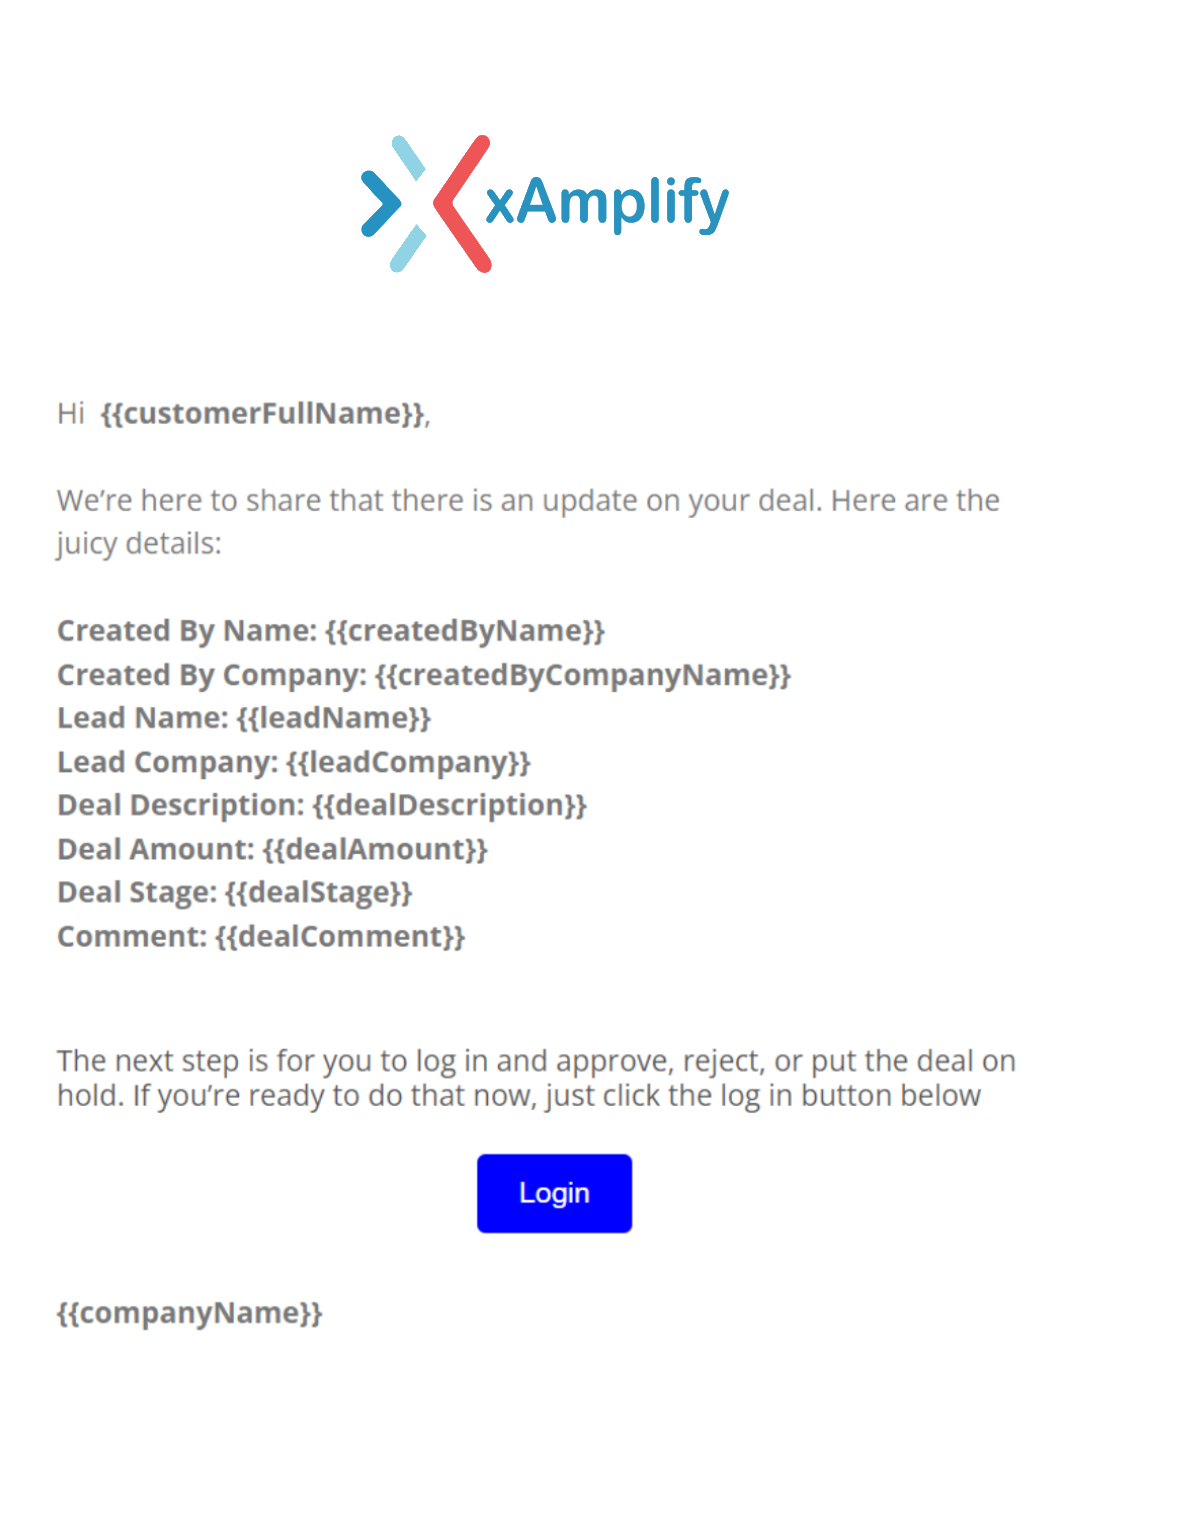 xAmplify
Hi {{customerFullName}},
We’re here to share that there is an update on your deal. Here are the
juicy details:
Created By Name: {{createdByName}}
Created By Company: {{createdByCompanyName}}
Lead Name: {{leadName}}
Lead Company: {{leadCompany}}
Deal Description: {{dealDescription}}
Deal Amount: {{dealAmount}}
Deal Stage: {{dealStage}}
Comment: {{dealComment}}
The next step is for you to log in and approve, reject, or put the deal on
hold. If you’re ready to do that now, just click the log in button below
Login
{{companyName}}